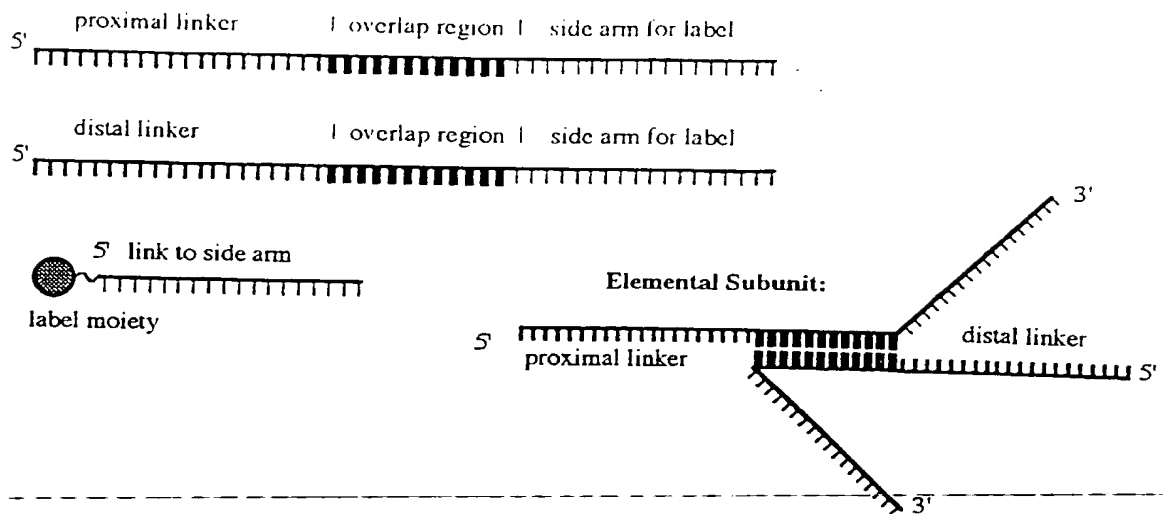 proximal linker | overlap region | side arm for label
5'
distal linker | overlap region | side arm for label
5'
3'
5' link to side arm
Elemental Subunit:
label moiety
5'
proximal linker
distal linker
5'
3'